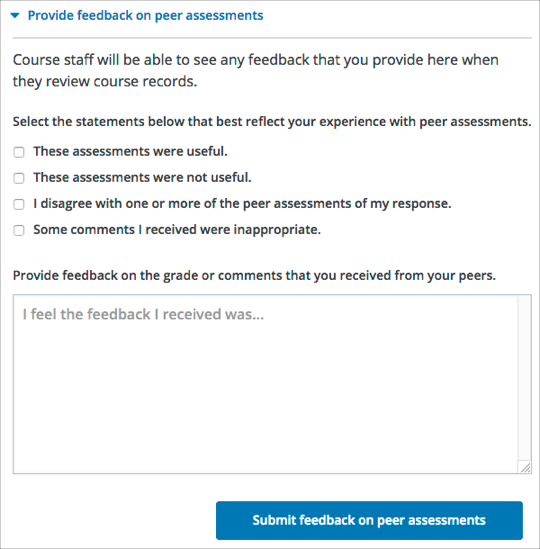 Provide feedback on peer assessments
Course staff will be able to see any feedback that you provide here when
they review course records.
Select the statements below that best reflect your experience with peer assessments.
These assessments were useful.
These assessments were not useful.
I disagree with one or more of the peer assessments of my response.
Some comments I received were inappropriate.
Provide feedback on the grade or comments that you received from your peers.
I feel the feedback I received was...
Submit feedback on peer assessments